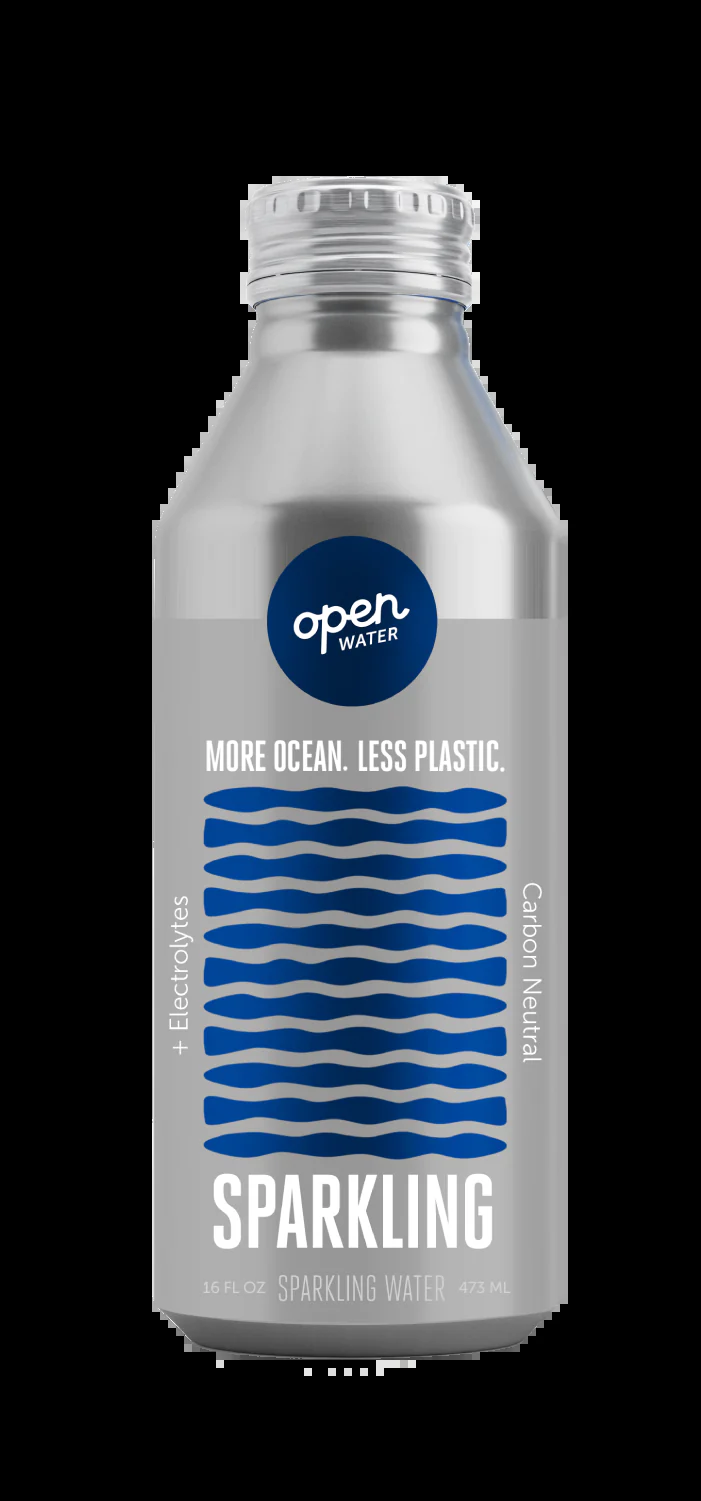 open
WATER
MORE OCEAN. LESS PLASTIC.
+ Electrolytes
Carbon Neutral
SPARKLING
16 FL OZ SPARKLING WATER 473 ML